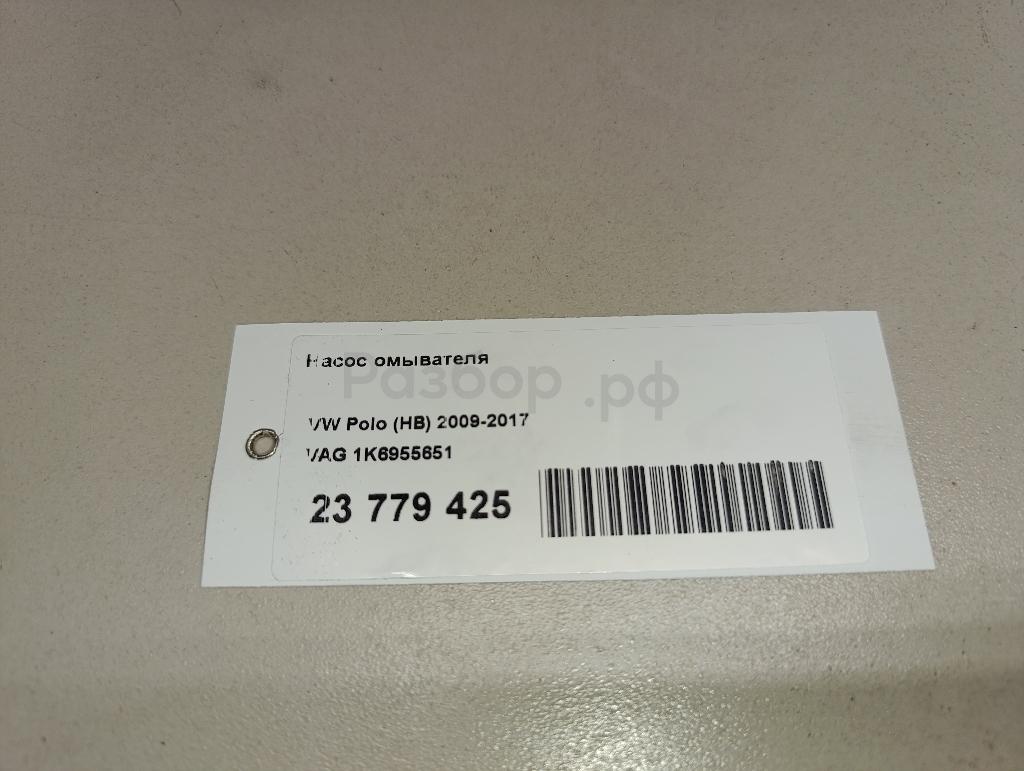 Насос омывателя
Разбор.рф
VW Polo (HB) 2009-2017
VAG 1K6955651
23 779 425